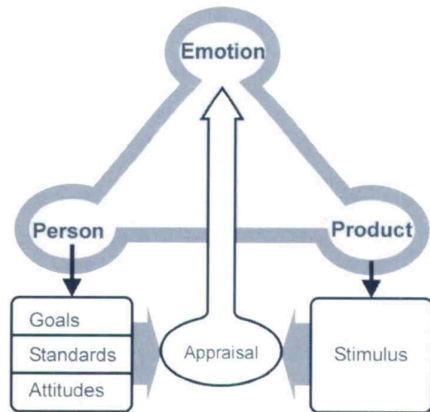 Emotion
Person
Product
Goals
Standards
Attitudes
Appraisal
Stimulus